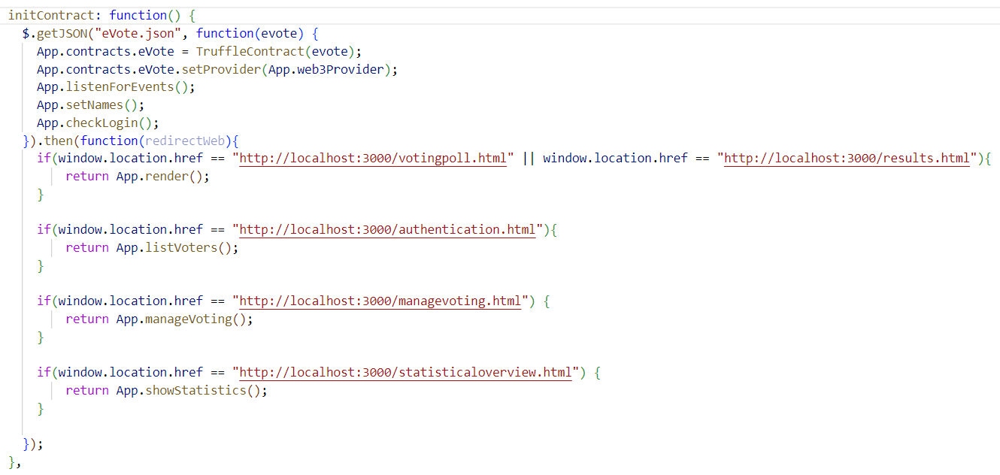 initContract: function() {
$.getJSON("eVote.json", function(evote) {
App.contracts.eVote = TruffleContract(evote);
App.contracts.eVote.setProvider(App.web3Provider);
App.listenForEvents();
App.setNames();
App.checkLogin();
}).then(function(redirectWeb){
if(window.location.href == "http://localhost:3000/votingpoll.html" || window.location.href == "http://localhost:3000/results.html"){
return App.render();
}
if(window.location.href == "http://localhost:3000/authentication.html"){
return App.listVoters();
}
if(window.location.href == "http://localhost:3000/managevoting.html") {
return App.manageVoting();
}
if(window.location.href == "http://localhost:3000/statisticaloverview.html") {
return App.showStatistics();
}
});
},